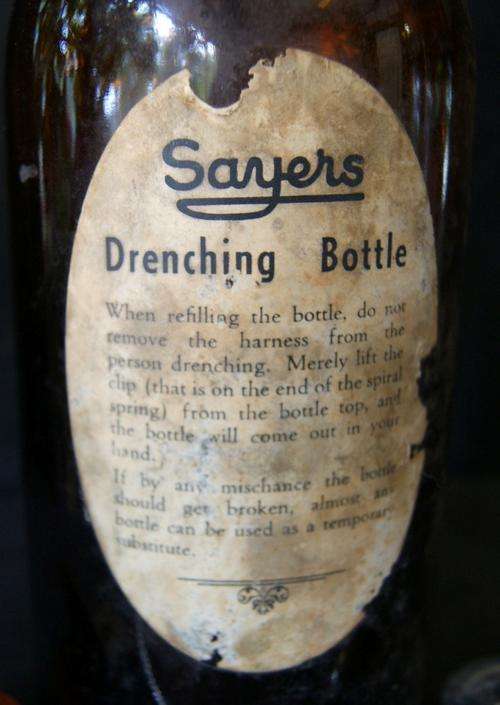 Sayers
Drenching Bottle
When refilling the bottle, do not
remove the harness from the
person drenching. Merely lift the
clip (that is on the end of the spiral
spring) from the bottle top, and
the bottle will come out in your
hand.
If by any mischance the bottle
should get broken, almost any
bottle can be used as a temporary
substitute.